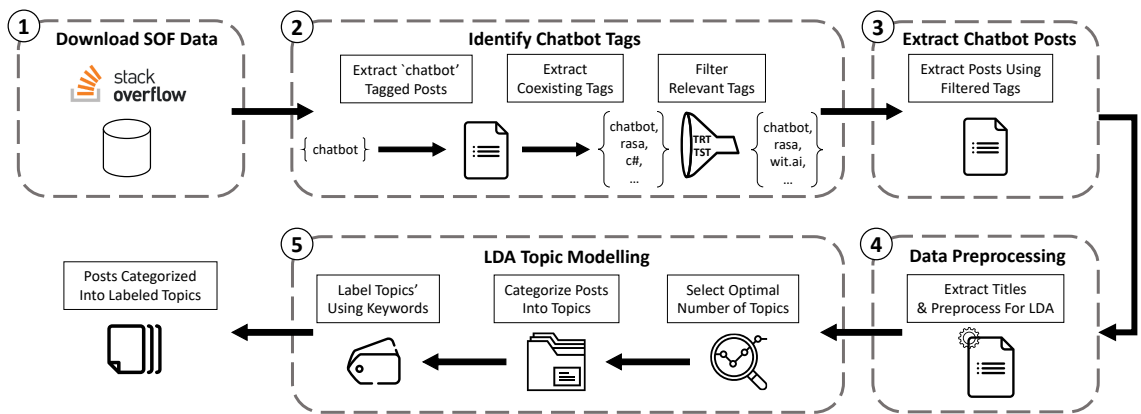 1
Download SOF Data
stack
overflow
2
Identify Chatbot Tags
Extract `chatbot’
Tagged Posts
Extract
Coexisting Tags
Filter
Relevant Tags
{ chatbot }
chatbot,
rasa,
c#,
...
TRT
TST
chatbot,
rasa,
wit.ai,
...
3
Extract Chatbot Posts
Extract Posts Using
Filtered Tags
4
Data Preprocessing
Extract Titles
& Preprocess For LDA
5
LDA Topic Modelling
Select Optimal
Number of Topics
Categorize Posts
Into Topics
Label Topics’
Using Keywords
Posts Categorized
Into Labeled Topics